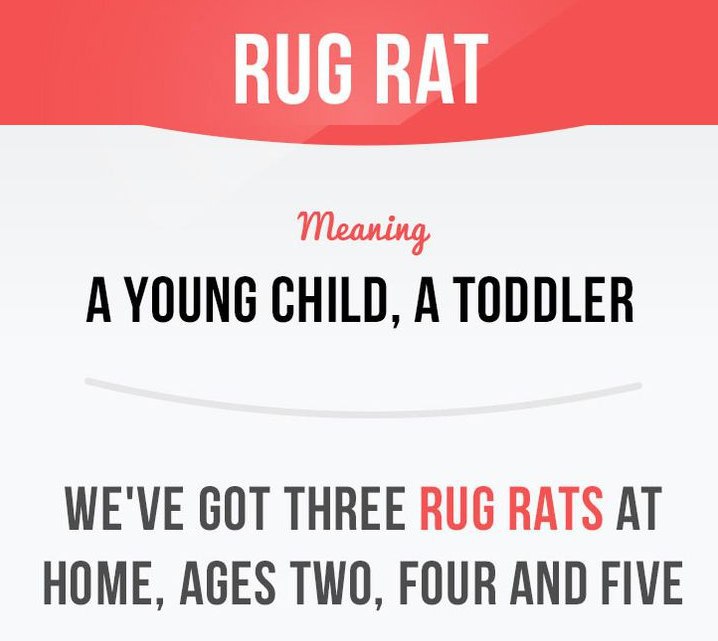 RUG RAT
Meaning
A YOUNG CHILD, A TODDLER
WE'VE GOT THREE RUG RATS AT
HOME, AGES TWO, FOUR AND FIVE